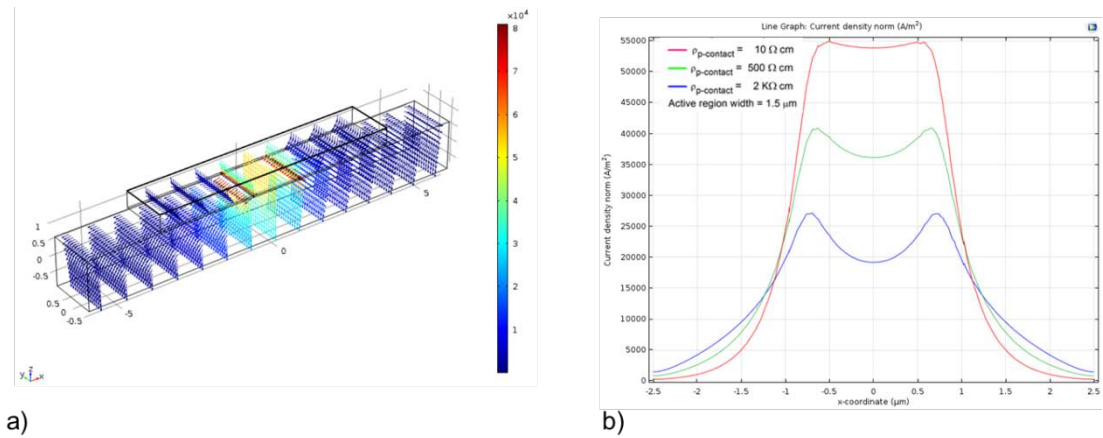 ×10⁴
8
7
6
5
4
3
2
1
1
0.5
0
-0.5
0.5
0
-0.5
-5
0
5
y z x
a)
Line Graph: Current density norm (A/m²)
Current density norm (A/m²)
55000
50000
45000
40000
35000
30000
25000
20000
15000
10000
5000
0
ρp-contact = 10 Ω cm
ρp-contact = 500 Ω cm
ρp-contact = 2 KΩ cm
Active region width = 1.5 μm
-2.5 -2 -1.5 -1 -0.5 0 0.5 1 1.5 2 2.5
x-coordinate (μm)
b)